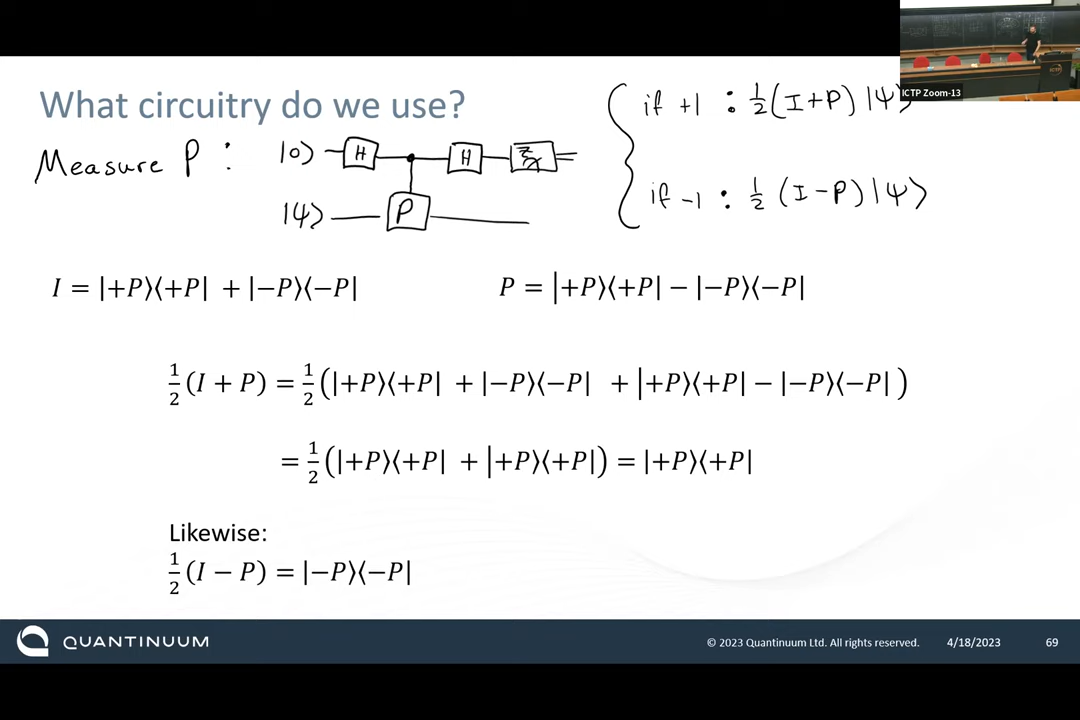 ICTP Zoom-13
What circuitry do we use?
if +1 : ½(I+P)|ψ⟩
Measure P :
|0⟩ H H
|ψ⟩ P
if -1 : ½ (I-P)|ψ⟩
I = |+P⟩⟨+P| + |−P⟩⟨−P|
P = |+P⟩⟨+P| − |−P⟩⟨−P|
½(I + P) = ½(|+P⟩⟨+P| + |−P⟩⟨−P| + |+P⟩⟨+P| − |−P⟩⟨−P| )
= ½(|+P⟩⟨+P| + |+P⟩⟨+P|) = |+P⟩⟨+P|
Likewise:
½(I − P) = |−P⟩⟨−P|
QUANTINUUM
© 2023 Quantinuum Ltd. All rights reserved. 4/18/2023 69